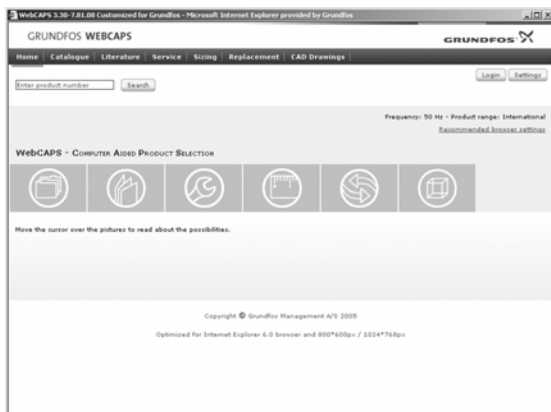 WebCAPS 3.30-7.01.00 Customized for Grundfos - Microsoft Internet Explorer provided by Grundfos
GRUNDFOS WEBCAPS
GRUNDFOS
Home Catalogue Literature Service Sizing Replacement CAD Drawings
Login Settings
Enter product number Search
Frequency: 50 Hz - Product range: International
Recommended browser settings
WebCAPS - Computer Aided Product Selection
Move the cursor over the pictures to read about the possibilities.
Copyright © Grundfos Management A/S 2005
Optimized for Internet Explorer 6.0 browser and 800*600px / 1024*768px